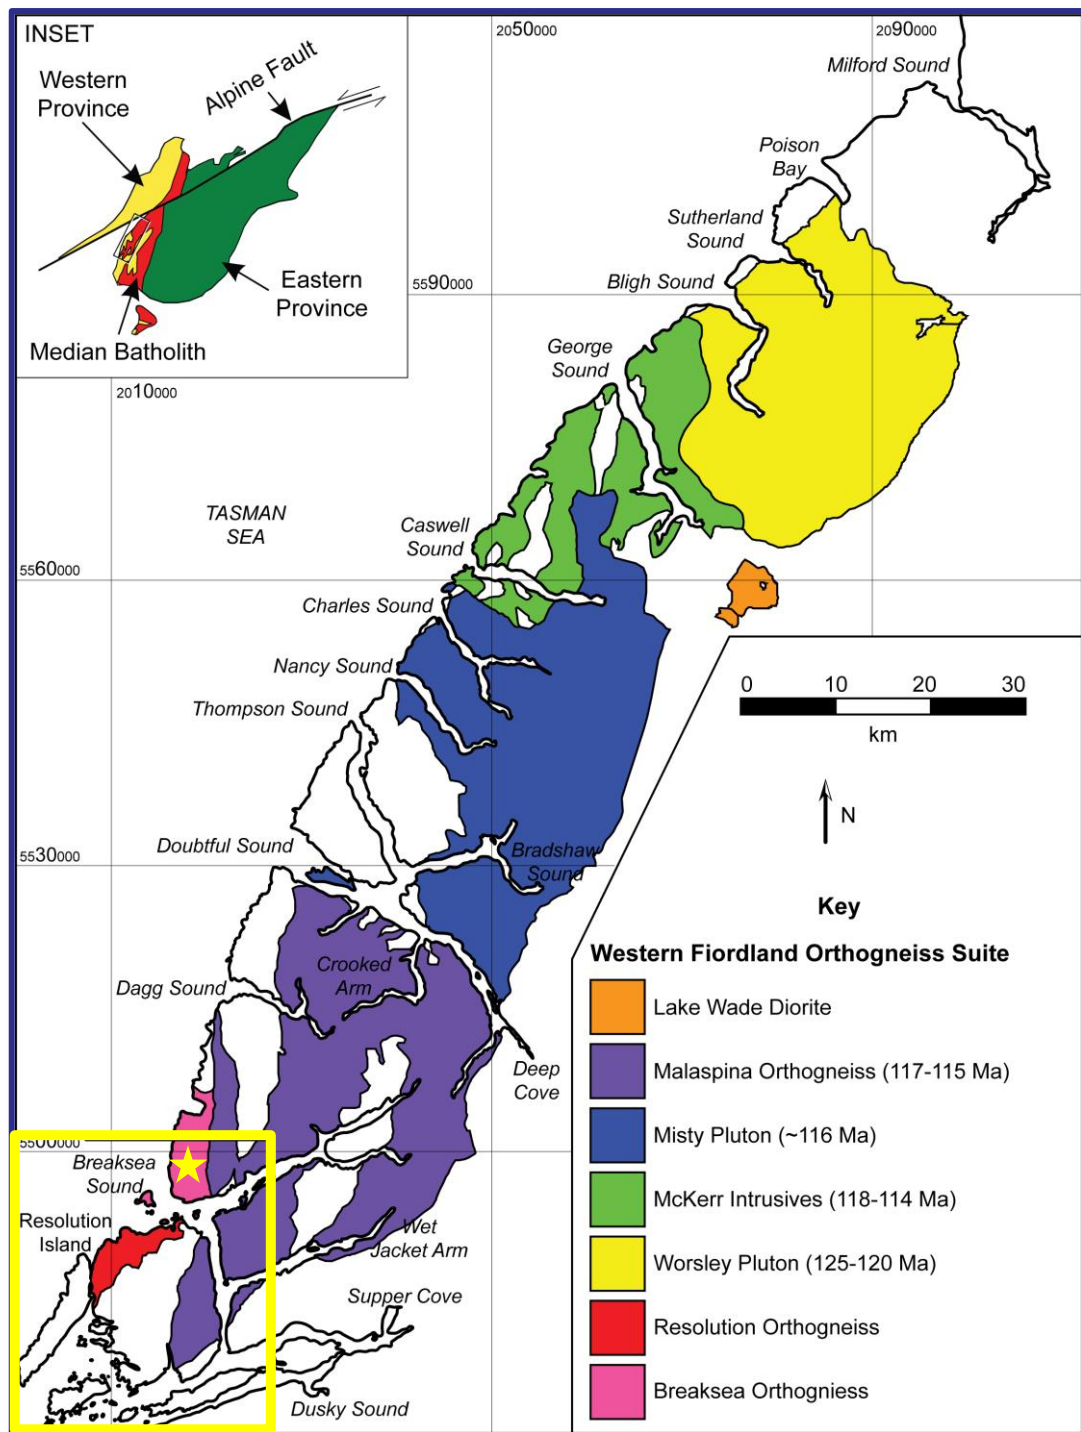 INSET
Western
Province
Alpine Fault
Eastern
Province
Median Batholith
2050000
2090000
2010000
5590000
5560000
5530000
5500000
Milford Sound
Poison
Bay
Sutherland
Sound
Bligh Sound
George
Sound
TASMAN
SEA
Caswell
Sound
Charles Sound
Nancy Sound
Thompson Sound
Doubtful Sound
Bradshaw
Sound
Crooked
Arm
Dagg Sound
Deep
Cove
Breaksea
Sound
Resolution
Island
Wet
Jacket Arm
Supper Cove
Dusky Sound
0 10 20 30
km
N
Key
Western Fiordland Orthogneiss Suite
Lake Wade Diorite
Malaspina Orthogneiss (117-115 Ma)
Misty Pluton (~116 Ma)
McKerr Intrusives (118-114 Ma)
Worsley Pluton (125-120 Ma)
Resolution Orthogneiss
Breaksea Orthogniess